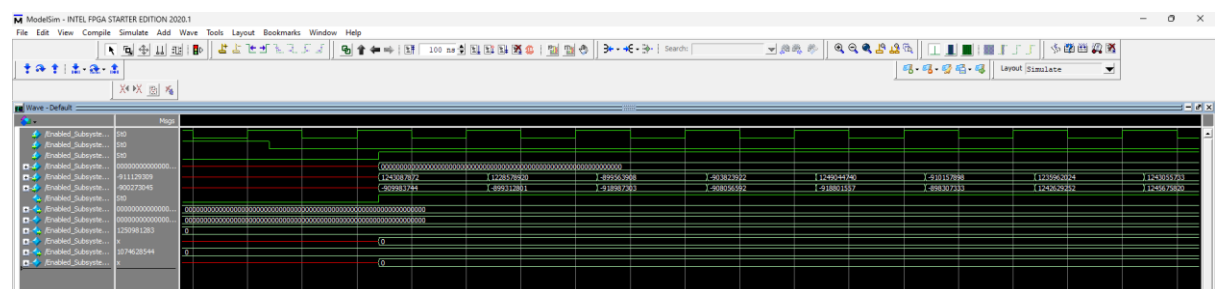 ModelSim - INTEL FPGA STARTER EDITION 2020.1
File Edit View Compile Simulate Add Wave Tools Layout Bookmarks Window Help
100 ns Search:
Layout Simulate
Wave - Default
Msgs
/Enabled_Subsyste... St0
/Enabled_Subsyste... St0
/Enabled_Subsyste... St0
/Enabled_Subsyste...
/Enabled_Subsyste... -911129309 1243087872 1228578920 -899563908 -903823922 1249044740 -910157898 1235962024 1243055733
/Enabled_Subsyste... -900273045 -909983744 -899312801 -918987303 -908056592 -918801557 -898307333 1242629252 1245675820
/Enabled_Subsyste... St0
/Enabled_Subsyste...
/Enabled_Subsyste...
/Enabled_Subsyste... 1250981283 0
/Enabled_Subsyste... x 0
/Enabled_Subsyste... 1074628544 0
/Enabled_Subsyste... x 0